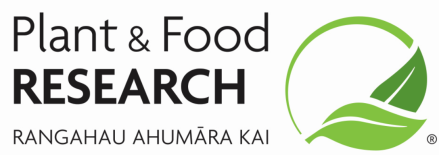 Plant & Food
RESEARCH
RANGAHAU AHUMĀRA KAI
®